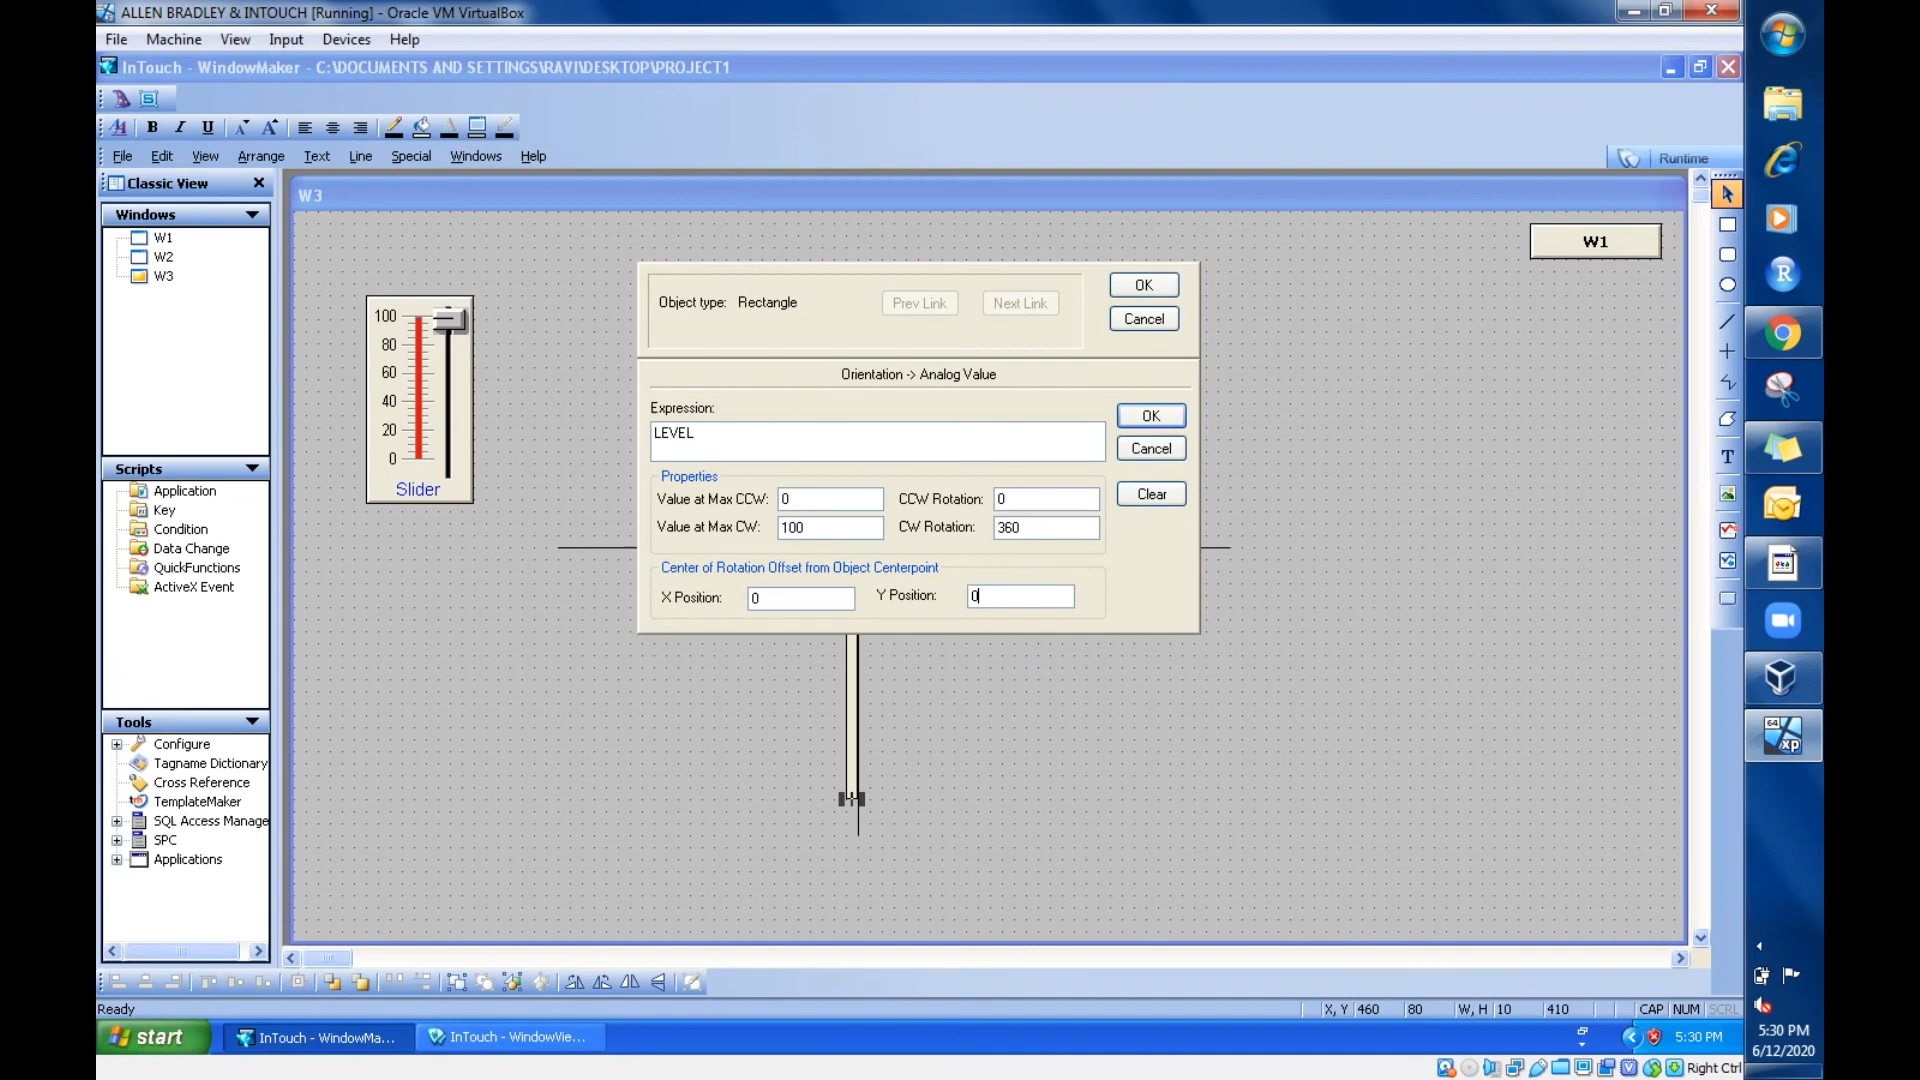 ALLEN BRADLEY & INTOUCH [Running] - Oracle VM VirtualBox
File Machine View Input Devices Help
InTouch - WindowMaker - C:\DOCUMENTS AND SETTINGS\RAVI\DESKTOP\PROJECT1
B I U A A
File Edit View Arrange Text Line Special Windows Help
Runtime
Classic View
W3
Windows
W1
W2
W3
W1
Object type: Rectangle
Prev Link
Next Link
OK
Cancel
Orientation -> Analog Value
Expression:
LEVEL
OK
Cancel
Clear
Properties
Value at Max CCW: 0 CCW Rotation: 0
Value at Max CW: 100 CW Rotation: 360
Center of Rotation Offset from Object Centerpoint
X Position: 0 Y Position: 0
100
80
60
40
20
0
Slider
Scripts
Application
Key
Condition
Data Change
QuickFunctions
ActiveX Event
Tools
Configure
Tagname Dictionary
Cross Reference
TemplateMaker
SQL Access Manage
SPC
Applications
T
Ready
X, Y 460 80 W, H 10 410 CAP NUM SCRL
start
InTouch - WindowMa...
InTouch - WindowVie...
5:30 PM
Right Ctrl
R
64
xp
5:30 PM
6/12/2020